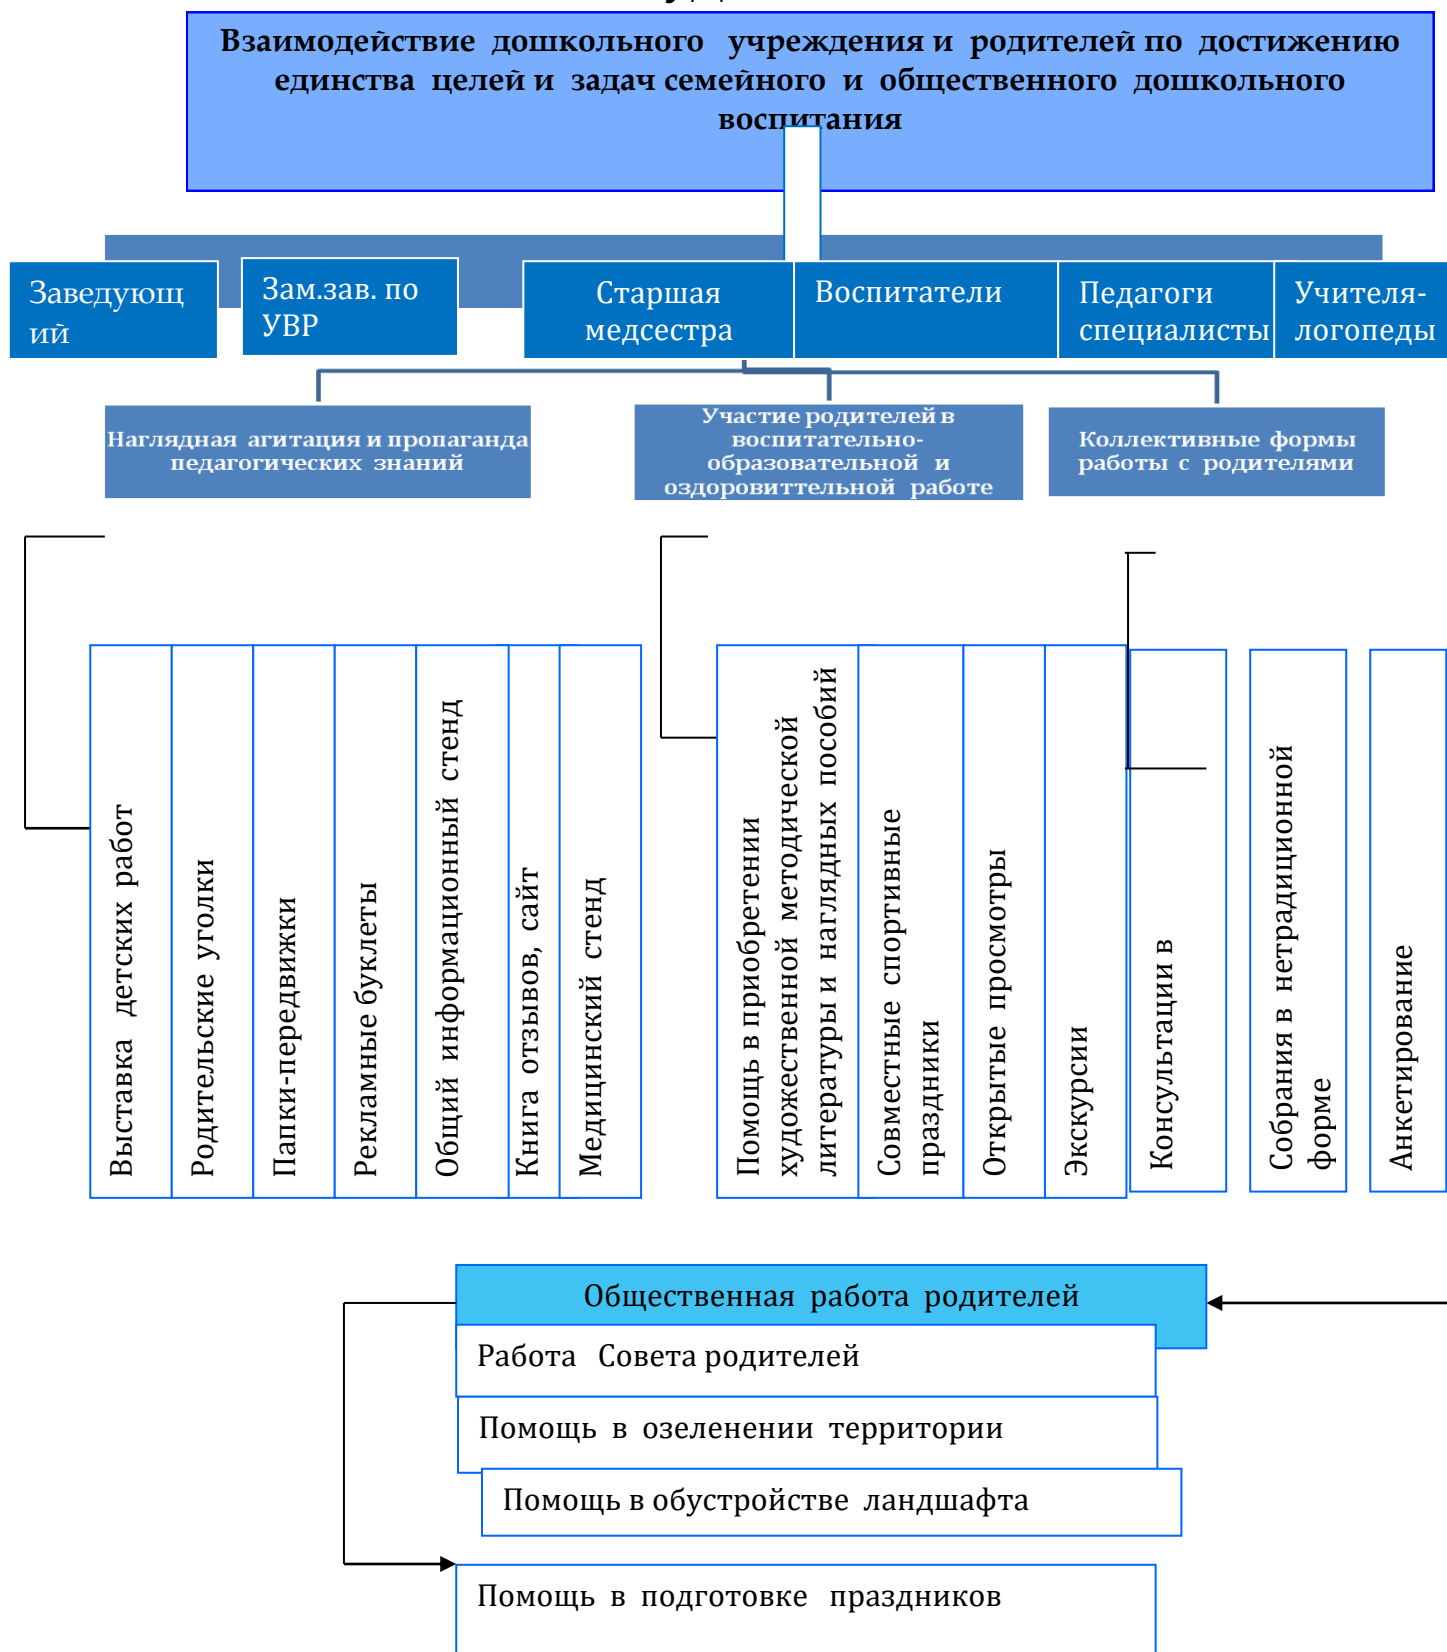 Взаимодействие дошкольного учреждения и родителей по достижению
единства целей и задач семейного и общественного дошкольного
воспитания
Заведующ
ий
Зам.зав. по
УВР
Старшая
медсестра
Воспитатели
Педагоги
специалисты
Учителя-
логопеды
Наглядная агитация и пропаганда
педагогических знаний
Участие родителей в
воспитательно-
образовательной и
оздоровиттельной работе
Коллективные формы
работы с родителями
Выставка детских работ
Родительские уголки
Папки-передвижки
Рекламные буклеты
Общий информационный стенд
Книга отзывов, сайт
Медицинский стенд
Помощь в приобретении
художественной методической
литературы и наглядных пособий
Совместные спортивные
праздники
Открытые просмотры
Экскурсии
Консультации в
Собрания в нетрадиционной
форме
Анкетирование
Общественная работа родителей
Работа Совета родителей
Помощь в озеленении территории
Помощь в обустройстве ландшафта
Помощь в подготовке праздников